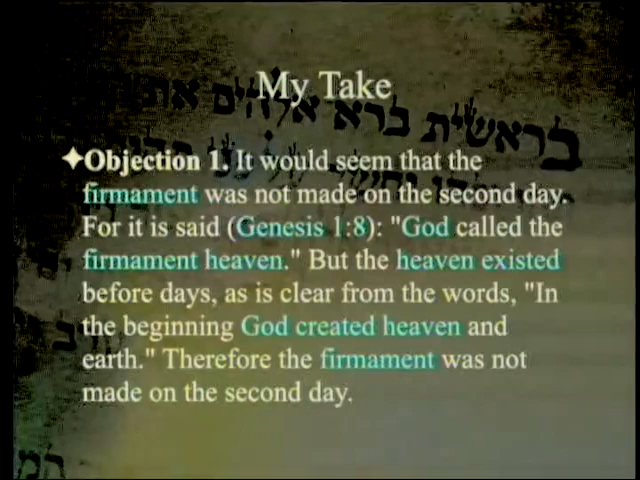 My Take
בראשית ברא אלהים את
✦Objection 1. It would seem that the
firmament was not made on the second day.
For it is said (Genesis 1:8): "God called the
firmament heaven." But the heaven existed
before days, as is clear from the words, "In
the beginning God created heaven and
earth." Therefore the firmament was not
made on the second day.